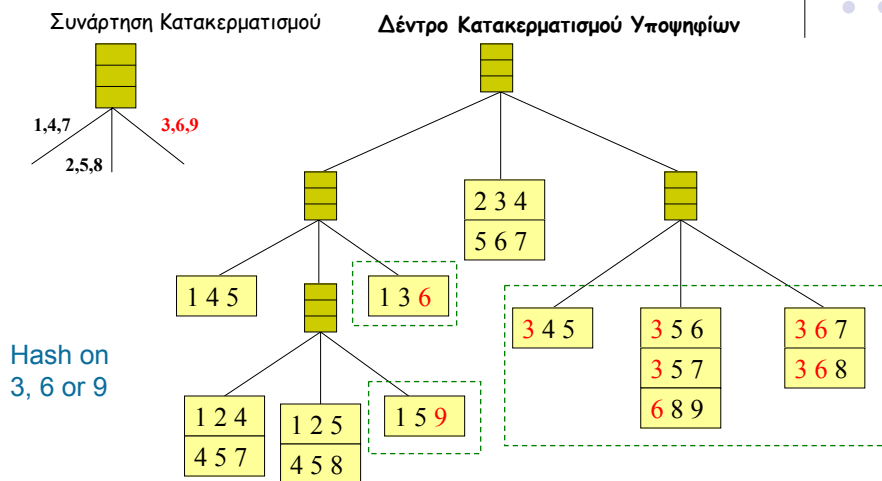 Συνάρτηση Κατακερματισμού
Δέντρο Κατακερματισμού Υποψηφίων
1,4,7
3,6,9
2,5,8
2 3 4
5 6 7
1 4 5
1 3 6
3 4 5
3 5 6
3 6 7
3 5 7
3 6 8
6 8 9
Hash on
3, 6 or 9
1 2 4
1 2 5
1 5 9
4 5 7
4 5 8